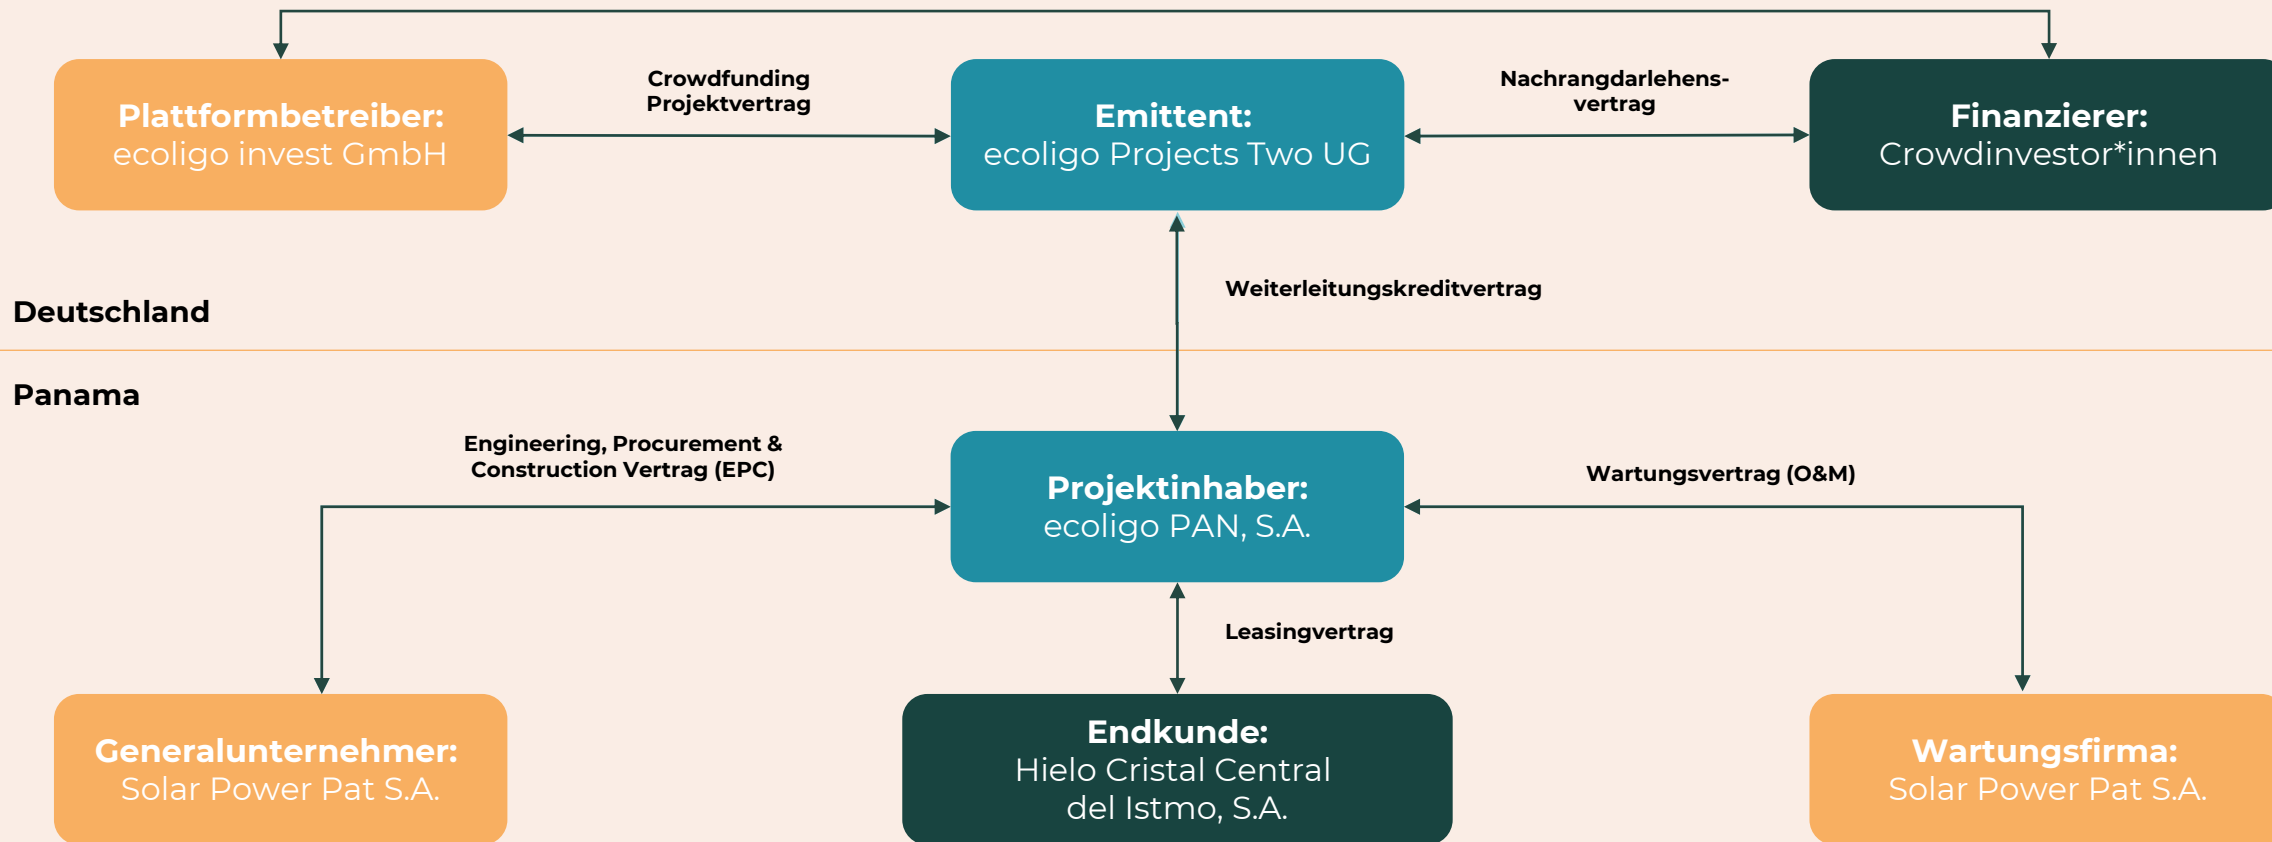 Crowdfunding
Projektvertrag
Nachrangdarlehens-
vertrag
Plattformbetreiber:
ecoligo invest GmbH
Emittent:
ecoligo Projects Two UG
Finanzierer:
Crowdinvestor*innen
Weiterleitungskreditvertrag
Deutschland
Panama
Engineering, Procurement &
Construction Vertrag (EPC)
Wartungsvertrag (O&M)
Projektinhaber:
ecoligo PAN, S.A.
Leasingvertrag
Generalunternehmer:
Solar Power Pat S.A.
Endkunde:
Hielo Cristal Central
del Istmo, S.A.
Wartungsfirma:
Solar Power Pat S.A.